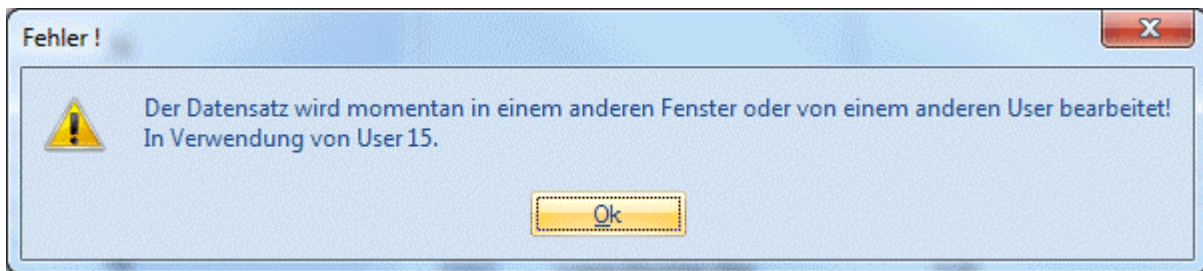 Fehler !
Der Datensatz wird momentan in einem anderen Fenster oder von einem anderen User bearbeitet!
In Verwendung von User 15.
Ok